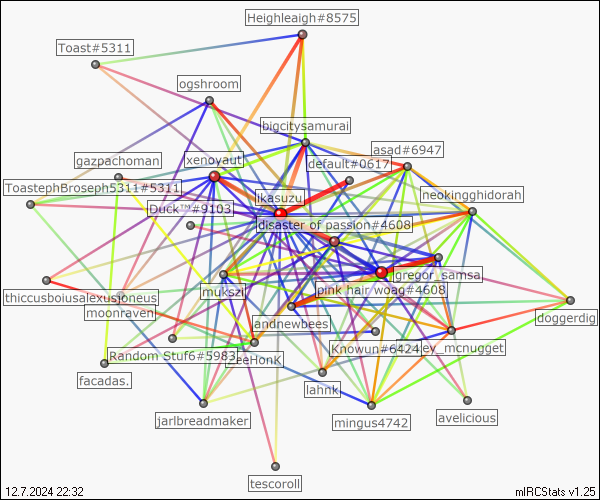 Heighleaigh#8575
Toast#5311
ogshroom
bigcitysamurai
asad#6947
gazpachoman
xenoyaut
default#0617
ToastephBroseph5311#5311
ikasuzu
neokingghidorah
Duck™#9103
disaster of passion#4608
gregor_samsa
mukszi
pink hair woag#4608
thiccusboiusalexusjoneus
moonraven
doggerdig
andnewbees
Random Stuf6#5983
ZeeHonK
Knowun#6424
ey_mcnugget
facadas.
lahnk
jarlbreadmaker
mingus4742
avelicious
tescoroll
12.7.2024 22:32
mIRCStats v1.25